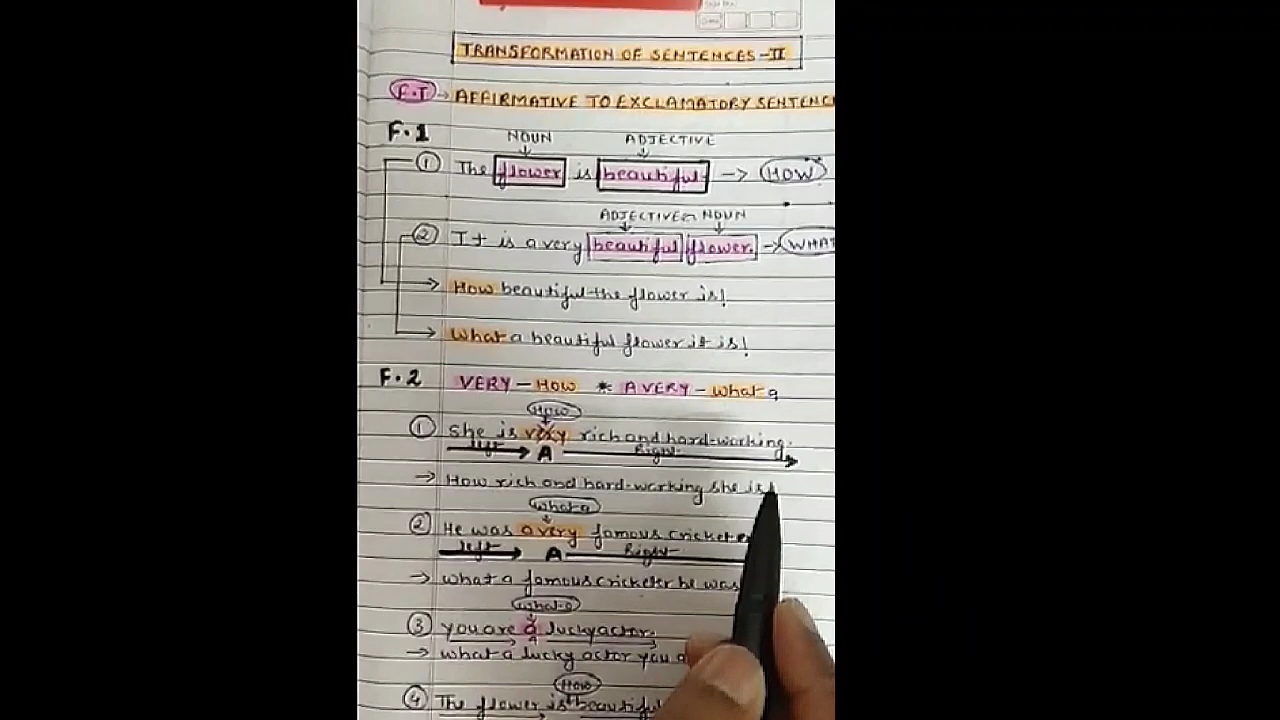 TRANSFORMATION OF SENTENCES-II
F.T → AFFIRMATIVE TO EXCLAMATORY SENTENC
F.1 NOUN ADJECTIVE
① The flower is beautiful. → HOW
ADJECTIVE NOUN
② It is a very beautiful flower. → WHAT
How beautiful the flower is!
What a beautiful flower it is!
F.2 VERY - HOW * A VERY - what a
How
① She is very rich and hard-working.
left A Right
→ How rich and hard-working she is!
what a
② He was a very famous cricketer
left A Right
→ what a famous cricketer he was
what a
③ you are a lucky actor.
→ what a lucky actor you a
How
④ The flower is beautiful